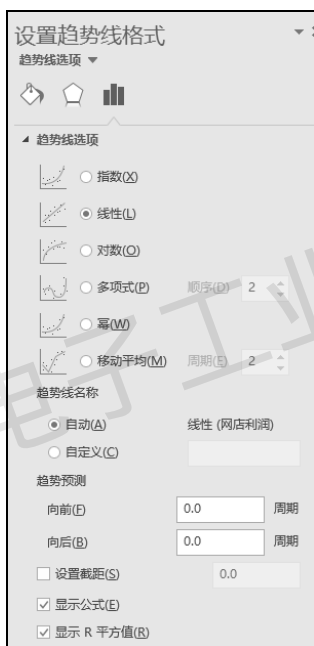 设置趋势线格式
趋势线选项
趋势线选项
指数(X)
线性(L)
对数(O)
多项式(P) 顺序(D) 2
幂(W)
移动平均(M) 周期(E) 2
趋势线名称
自动(A) 线性 (网店利润)
自定义(C)
趋势预测
向前(F) 0.0 周期
向后(B) 0.0 周期
设置截距(S) 0.0
显示公式(E)
显示 R 平方值(R)
电子工业